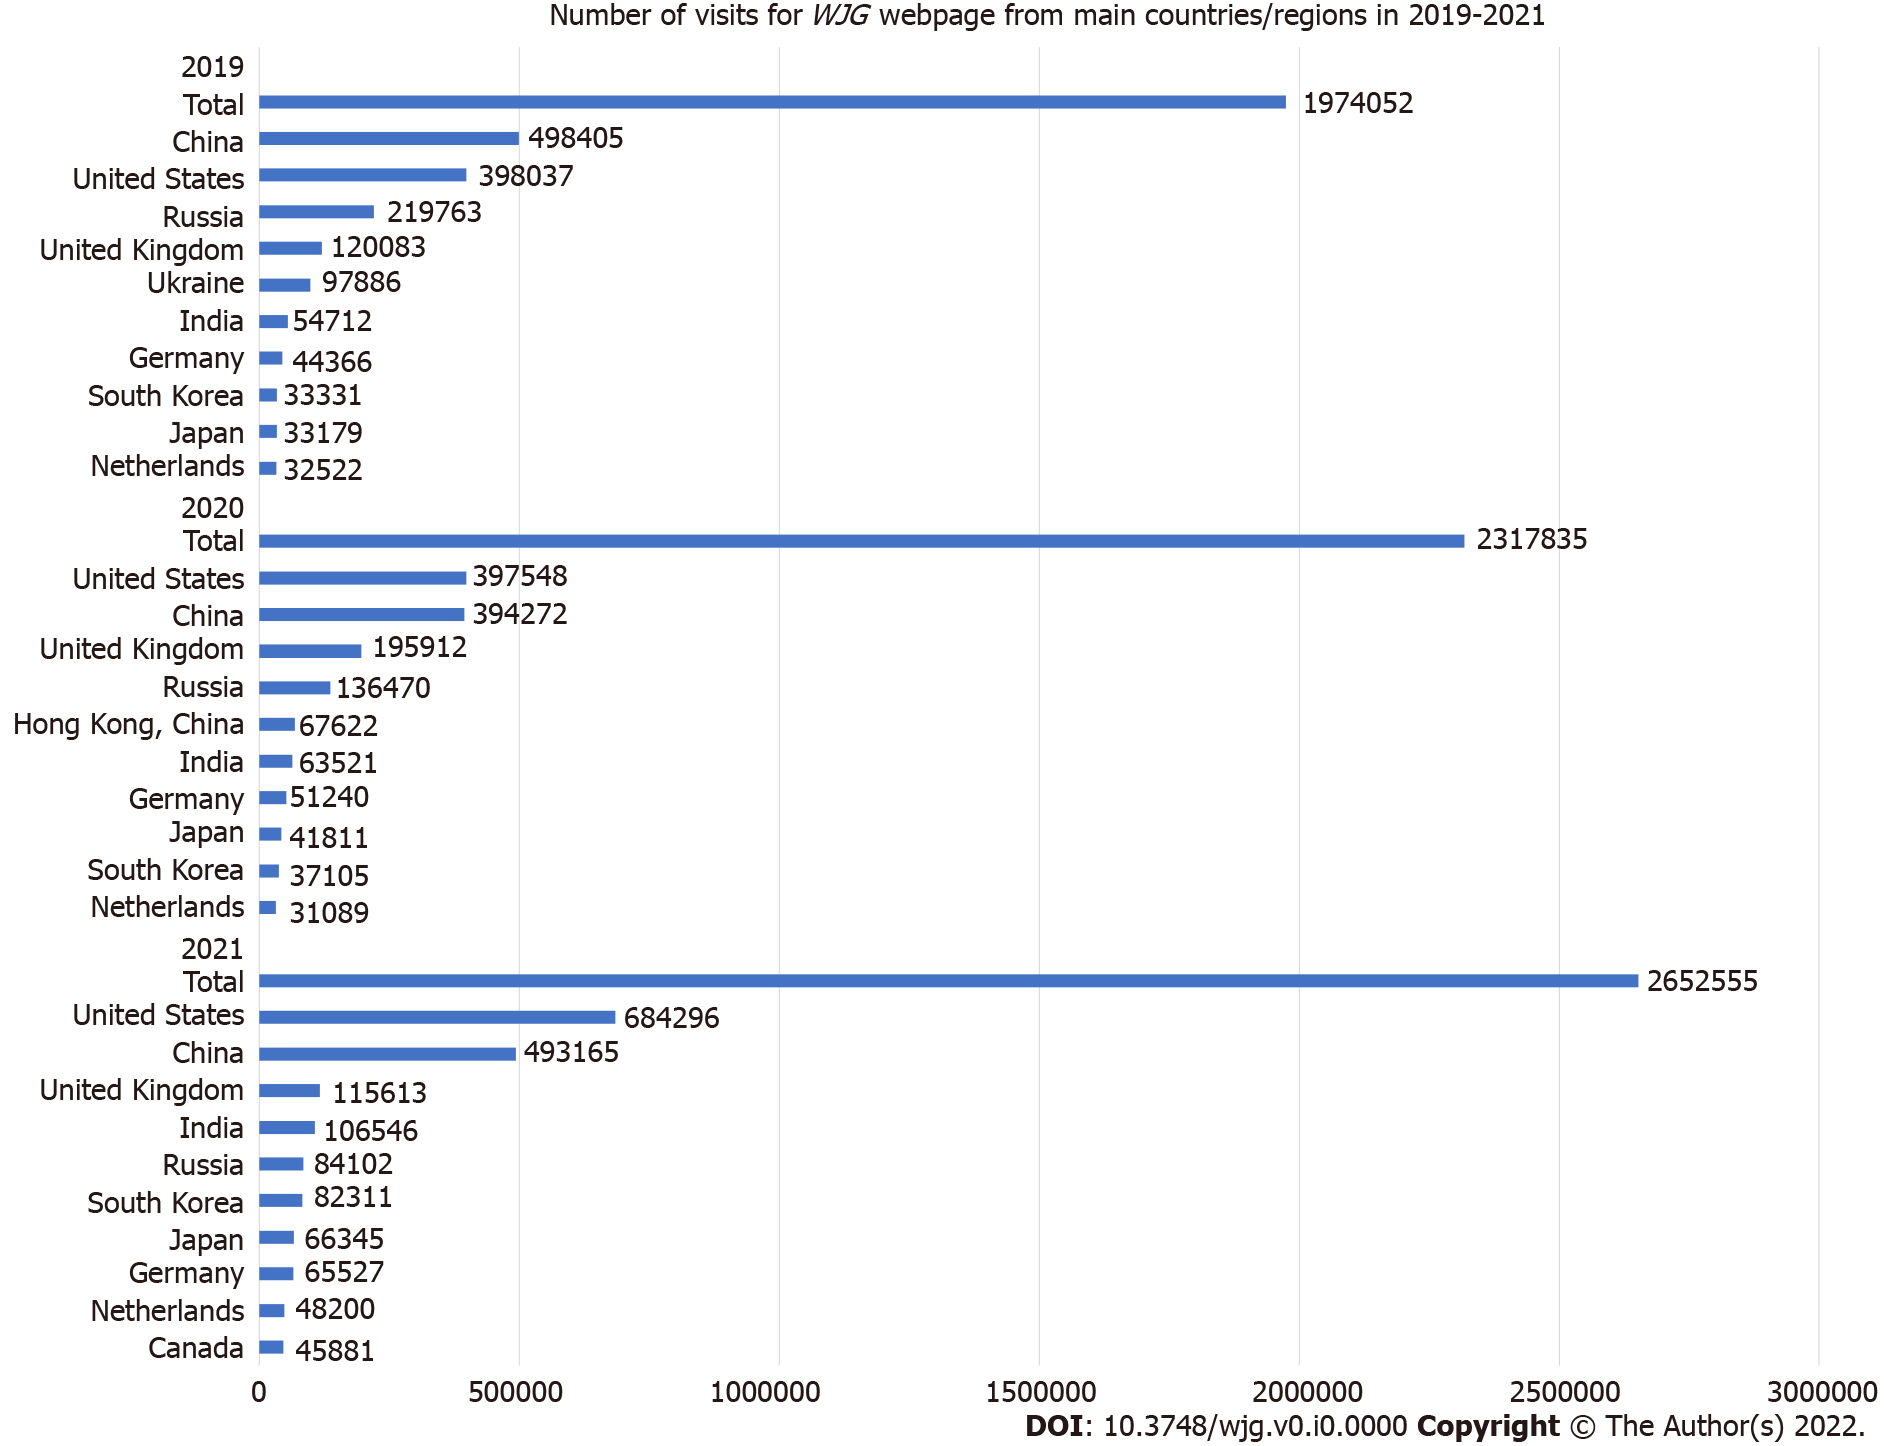 Number of visits for WJG webpage from main countries/regions in 2019-2021
2019
Total 1974052
China 498405
United States 398037
Russia 219763
United Kingdom 120083
Ukraine 97886
India 54712
Germany 44366
South Korea 33331
Japan 33179
Netherlands 32522
2020
Total 2317835
United States 397548
China 394272
United Kingdom 195912
Russia 136470
Hong Kong, China 67622
India 63521
Germany 51240
Japan 41811
South Korea 37105
Netherlands 31089
2021
Total 2652555
United States 684296
China 493165
United Kingdom 115613
India 106546
Russia 84102
South Korea 82311
Japan 66345
Germany 65527
Netherlands 48200
Canada 45881
0 500000 1000000 1500000 2000000 2500000 3000000
DOI: 10.3748/wjg.v0.i0.0000 Copyright © The Author(s) 2022.